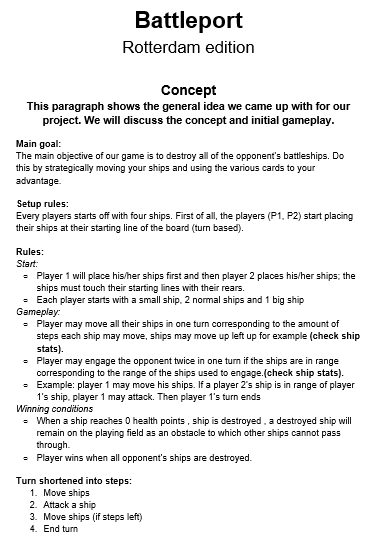 Battleport
Rotterdam edition
Concept
This paragraph shows the general idea we came up with for our
project. We will discuss the concept and initial gameplay.
Main goal:
The main objective of our game is to destroy all of the opponent's battleships. Do
this by strategically moving your ships and using the various cards to your
advantage.
Setup rules:
Every players starts off with four ships. First of all, the players (P1, P2) start placing
their ships at their starting line of the board (turn based).
Rules:
Start:
○ Player 1 will place his/her ships first and then player 2 places his/her ships; the
ships must touch their starting lines with their rears.
○ Each player starts with a small ship, 2 normal ships and 1 big ship
Gameplay:
○ Player may move all their ships in one turn corresponding to the amount of
steps each ship may move, ships may move up left up for example (check ship
stats).
○ Player may engage the opponent twice in one turn if the ships are in range
corresponding to the range of the ships used to engage.(check ship stats).
○ Example: player 1 may move his ships. If a player 2's ship is in range of player
1's ship, player 1 may attack. Then player 1's turn ends
Winning conditions
○ When a ship reaches 0 health points , ship is destroyed , a destroyed ship will
remain on the playing field as an obstacle to which other ships cannot pass
through.
○ Player wins when all opponent's ships are destroyed.
Turn shortened into steps:
1. Move ships
2. Attack a ship
3. Move ships (if steps left)
4. End turn